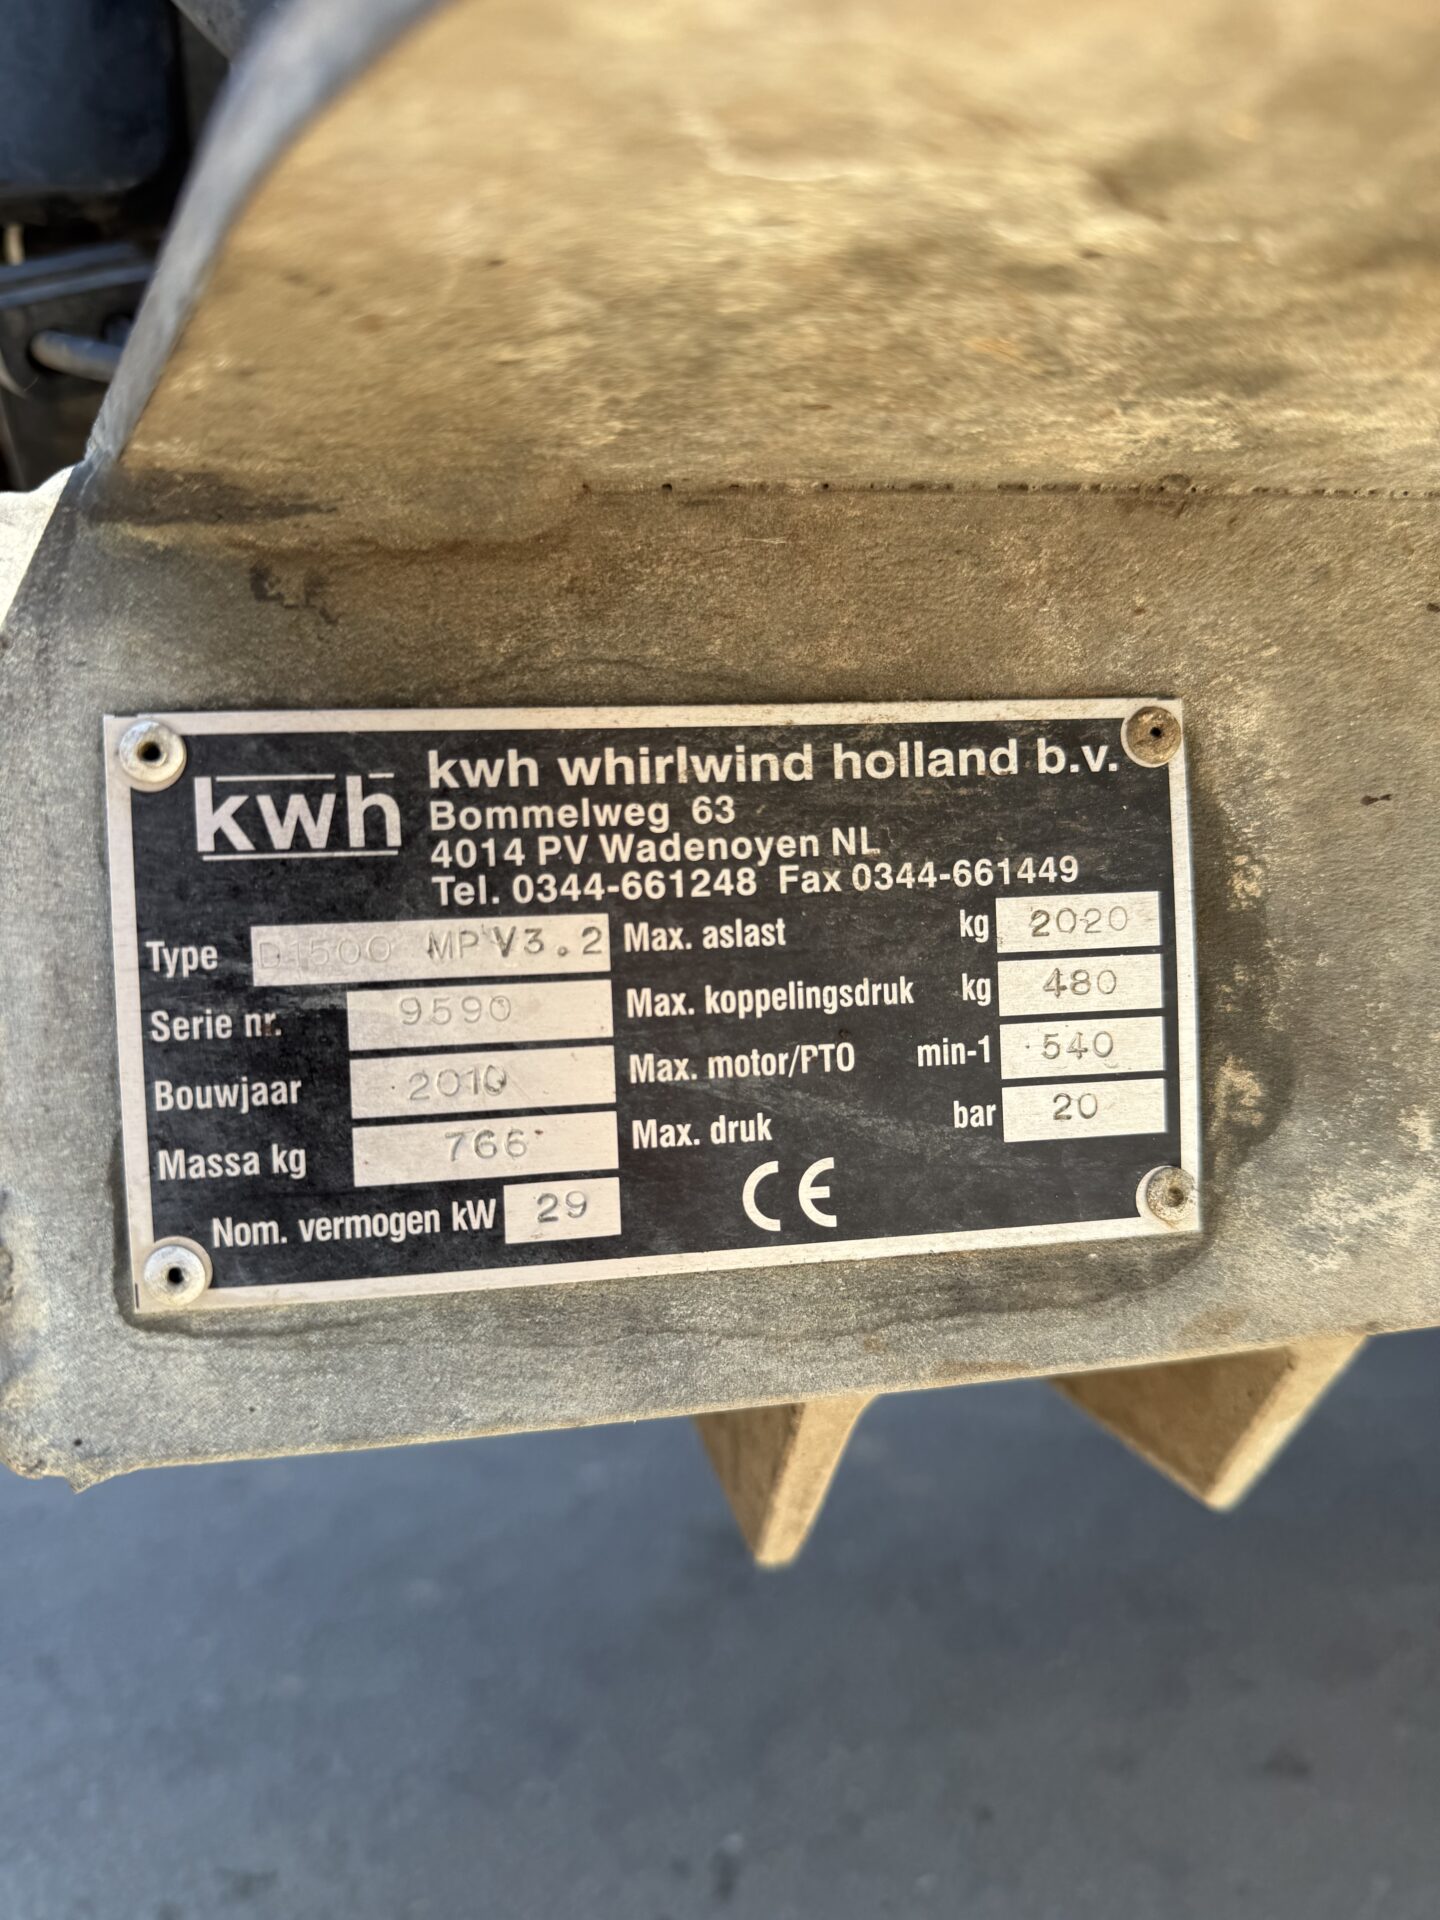 kwh
kwh whirlwind holland b.v.
Bommelweg 63
4014 PV Wadenoyen NL
Tel. 0344-661248 Fax 0344-661449
Type D1500 MP V3.2
Serie nr. 9590
Bouwjaar 2010
Massa kg 766
Nom. vermogen kW 29
Max. aslast kg 2020
Max. koppelingsdruk kg 480
Max. motor/PTO min-1 540
Max. druk bar 20
CE